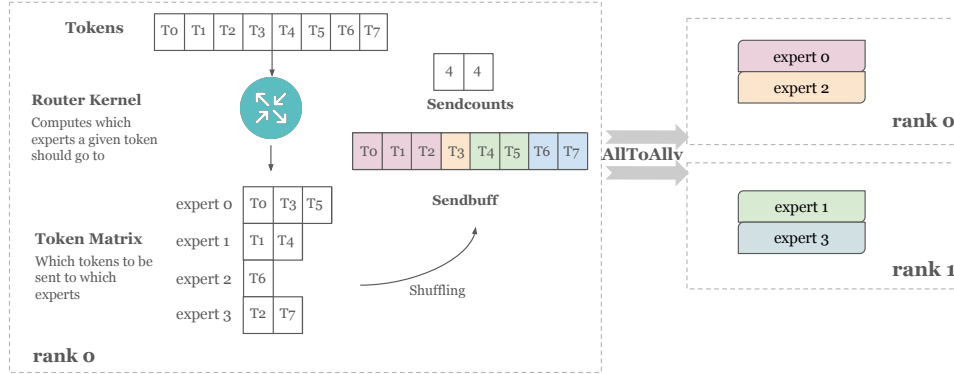 Tokens
T0 T1 T2 T3 T4 T5 T6 T7
Router Kernel
Computes which
experts a given token
should go to
4 4
Sendcounts
T0 T1 T2 T3 T4 T5 T6 T7
Sendbuff
expert 0 T0 T3 T5
expert 1 T1 T4
expert 2 T6
expert 3 T2 T7
Token Matrix
Which tokens to be
sent to which
experts
Shuffling
rank 0
AllToAllv
expert 0
expert 2
rank 0
expert 1
expert 3
rank 1